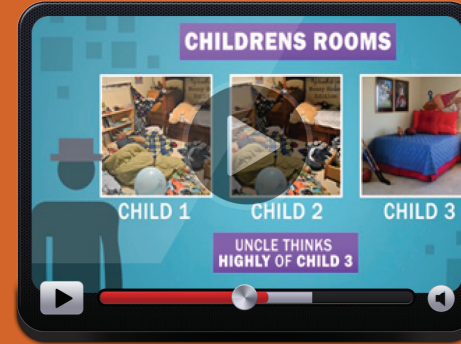 CHILDRENS ROOMS
CHILD 1
CHILD 2
CHILD 3
UNCLE THINKS
HIGHLY OF CHILD 3